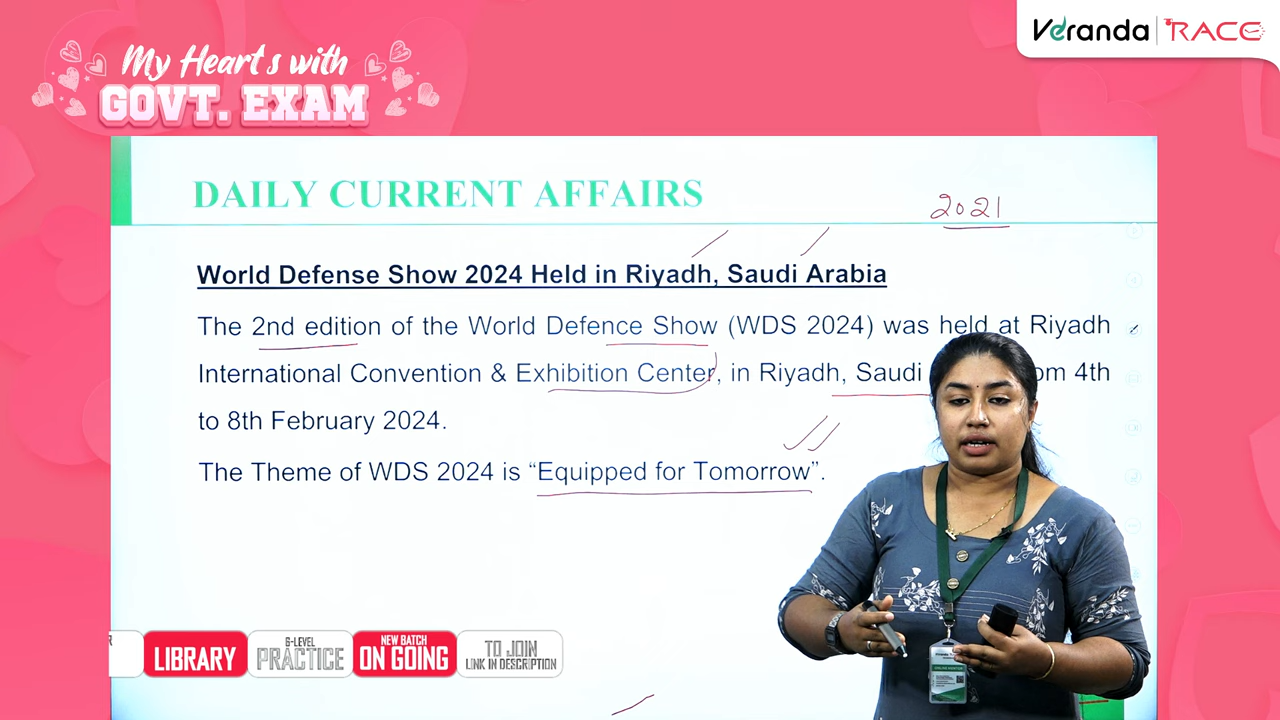 Veranda RACE
My Heart's with
GOVT. EXAM
DAILY CURRENT AFFAIRS
2021
World Defense Show 2024 Held in Riyadh, Saudi Arabia
The 2nd edition of the World Defence Show (WDS 2024) was held at Riyadh
International Convention & Exhibition Center, in Riyadh, Saudi om 4th
to 8th February 2024.
The Theme of WDS 2024 is “Equipped for Tomorrow”.
R
LIBRARY
6-LEVEL
PRACTICE
NEW BATCH
ON GOING
TO JOIN
LINK IN DESCRIPTION